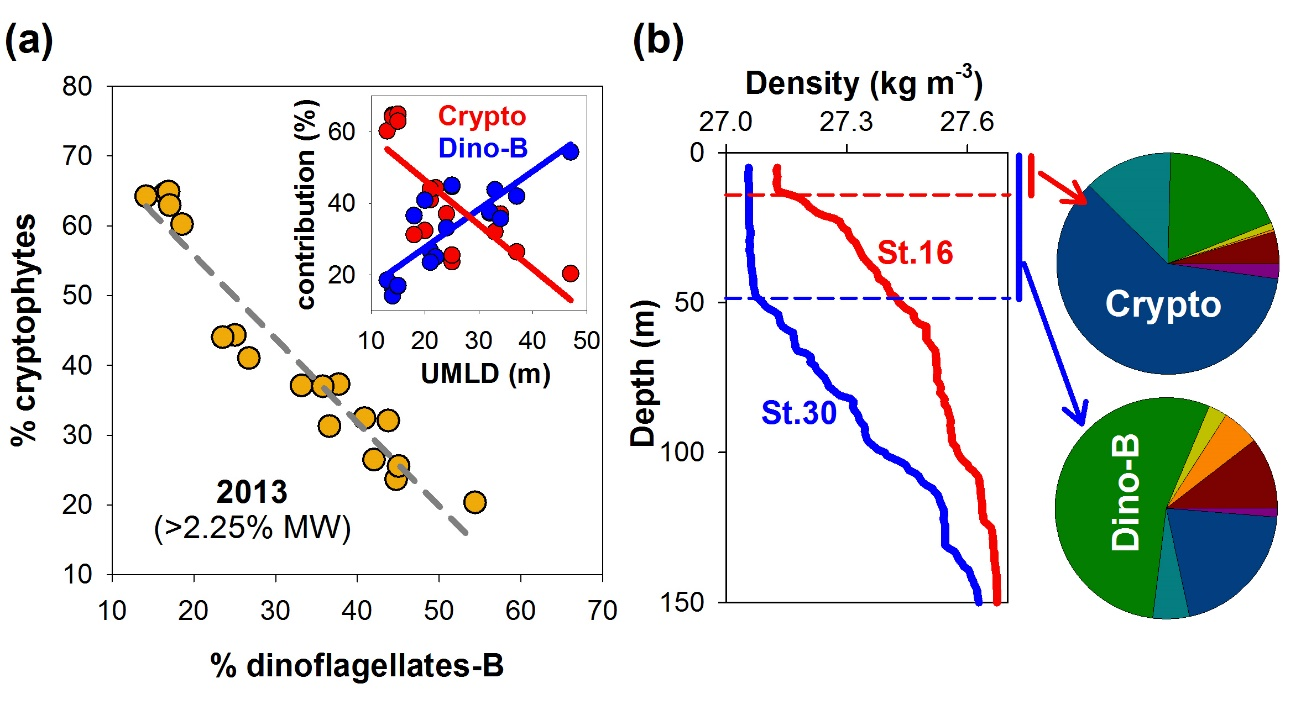 (a)
80
70
60
50
40
30
20
10
% cryptophytes
10 20 30 40 50 60 70
% dinoflagellates-B
2013
(>2.25% MW)
contribution (%)
60
40
20
Crypto
Dino-B
10 20 30 40 50
UMLD (m)
(b)
Density (kg m⁻³)
27.0 27.3 27.6
0
50
100
150
Depth (m)
St.16
St.30
Crypto
Dino-B